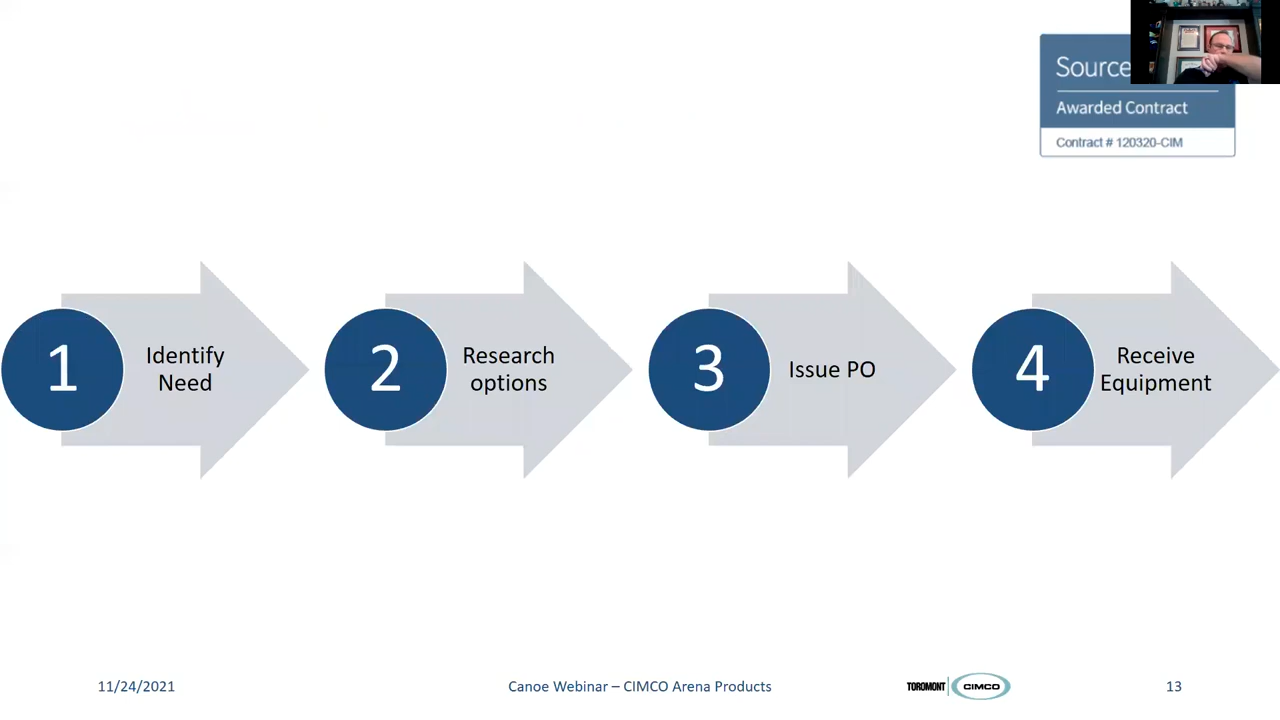 Source
Awarded Contract
Contract # 120320-CIM
1
Identify
Need
2
Research
options
3
Issue PO
4
Receive
Equipment
11/24/2021
Canoe Webinar – CIMCO Arena Products
TOROMONT
CIMCO
13